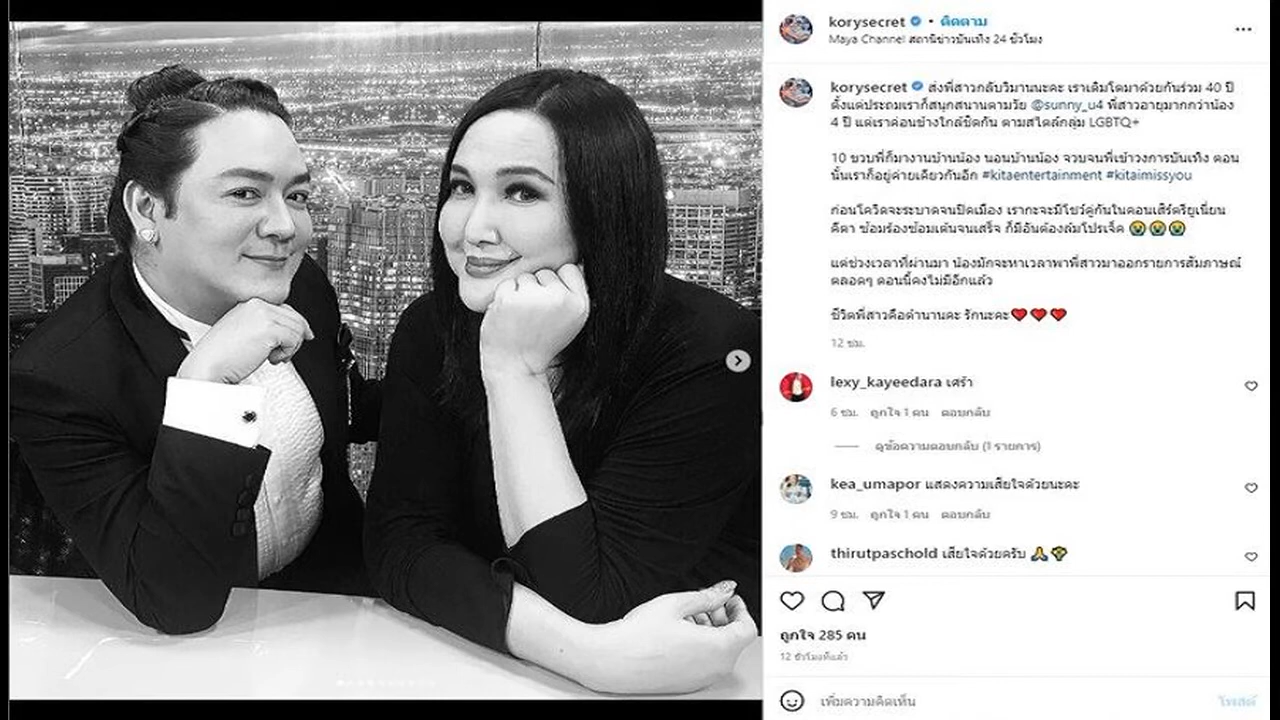 korysecret • ติดตาม
Maya Channel สถานีข่าวบันเทิง 24 ชั่วโมง
korysecret ส่งพี่สาวกลับวิมานนะคะ เราเติบโตมาด้วยกันร่วม 40 ปี
ตั้งแต่ประถมเราก็สนุกสนานตามวัย @sunny_u4 พี่สาวอายุมากกว่าน้อง
4 ปี แต่เราค่อนข้างใกล้ชิดกัน ตามสไตล์กลุ่ม LGBTQ+
10 ขวบพี่ก็มางานบ้านน้อง นอนบ้านน้อง จวบจนพี่เข้าวงการบันเทิง ตอน
นั้นเราก็อยู่ค่ายเดียวกันอีก #kitaentertainment #kitaimissyou
ก่อนโควิดจะระบาดจนปิดเมือง เรากะจะมีโชว์คู่กันในคอนเสิร์ตรียูเนี่ยน
คีตา ซ้อมร้องซ้อมเต้นจนเสร็จ ก็มีอันต้องล้มโปรเจ็ค 😭😭😭
แต่ช่วงเวลาที่ผ่านมา น้องมักจะหาเวลาพาพี่สาวมาออกรายการสัมภาษณ์
ตลอดๆ ตอนนี้คงไม่มีอีกแล้ว
ชีวิตพี่สาวคือตำนานคะ รักนะคะ❤️❤️❤️
12 ชม.
lexy_kayeedara เศร้า
6 ชม. ถูกใจ 1 คน ตอบกลับ
ดูข้อความตอบกลับ (1 รายการ)
kea_umapor แสดงความเสียใจด้วยนะคะ
9 ชม. ถูกใจ 1 คน ตอบกลับ
thirutpaschold เสียใจด้วยครับ 🙏💐
ถูกใจ 285 คน
12 ชั่วโมงที่แล้ว
เพิ่มความคิดเห็น
โพสต์